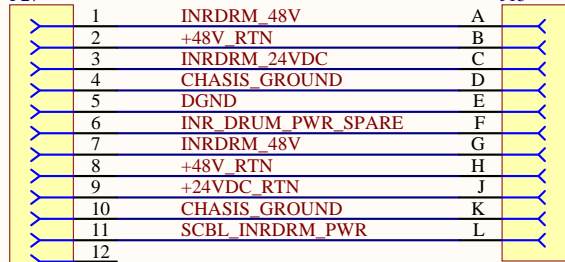 1 INRDRM_48V A
2 +48V_RTN B
3 INRDRM_24VDC C
4 CHASIS_GROUND D
5 DGND E
6 INR_DRUM_PWR_SPARE F
7 INRDRM_48V G
8 +48V_RTN H
9 +24VDC_RTN J
10 CHASIS_GROUND K
11 SCBL_INRDRM_PWR L
12